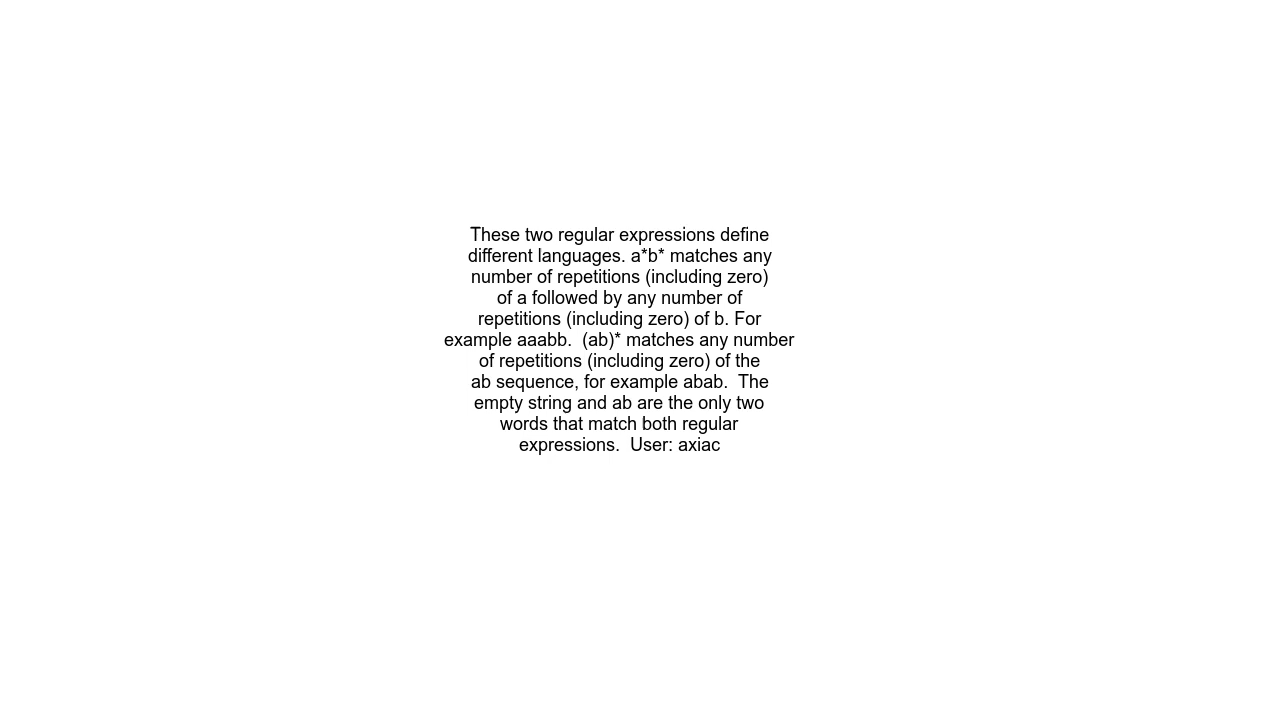 These two regular expressions define
different languages. a*b* matches any
number of repetitions (including zero)
of a followed by any number of
repetitions (including zero) of b. For
example aaabb.  (ab)* matches any number
of repetitions (including zero) of the
ab sequence, for example abab.  The
empty string and ab are the only two
words that match both regular
expressions.  User: axiac